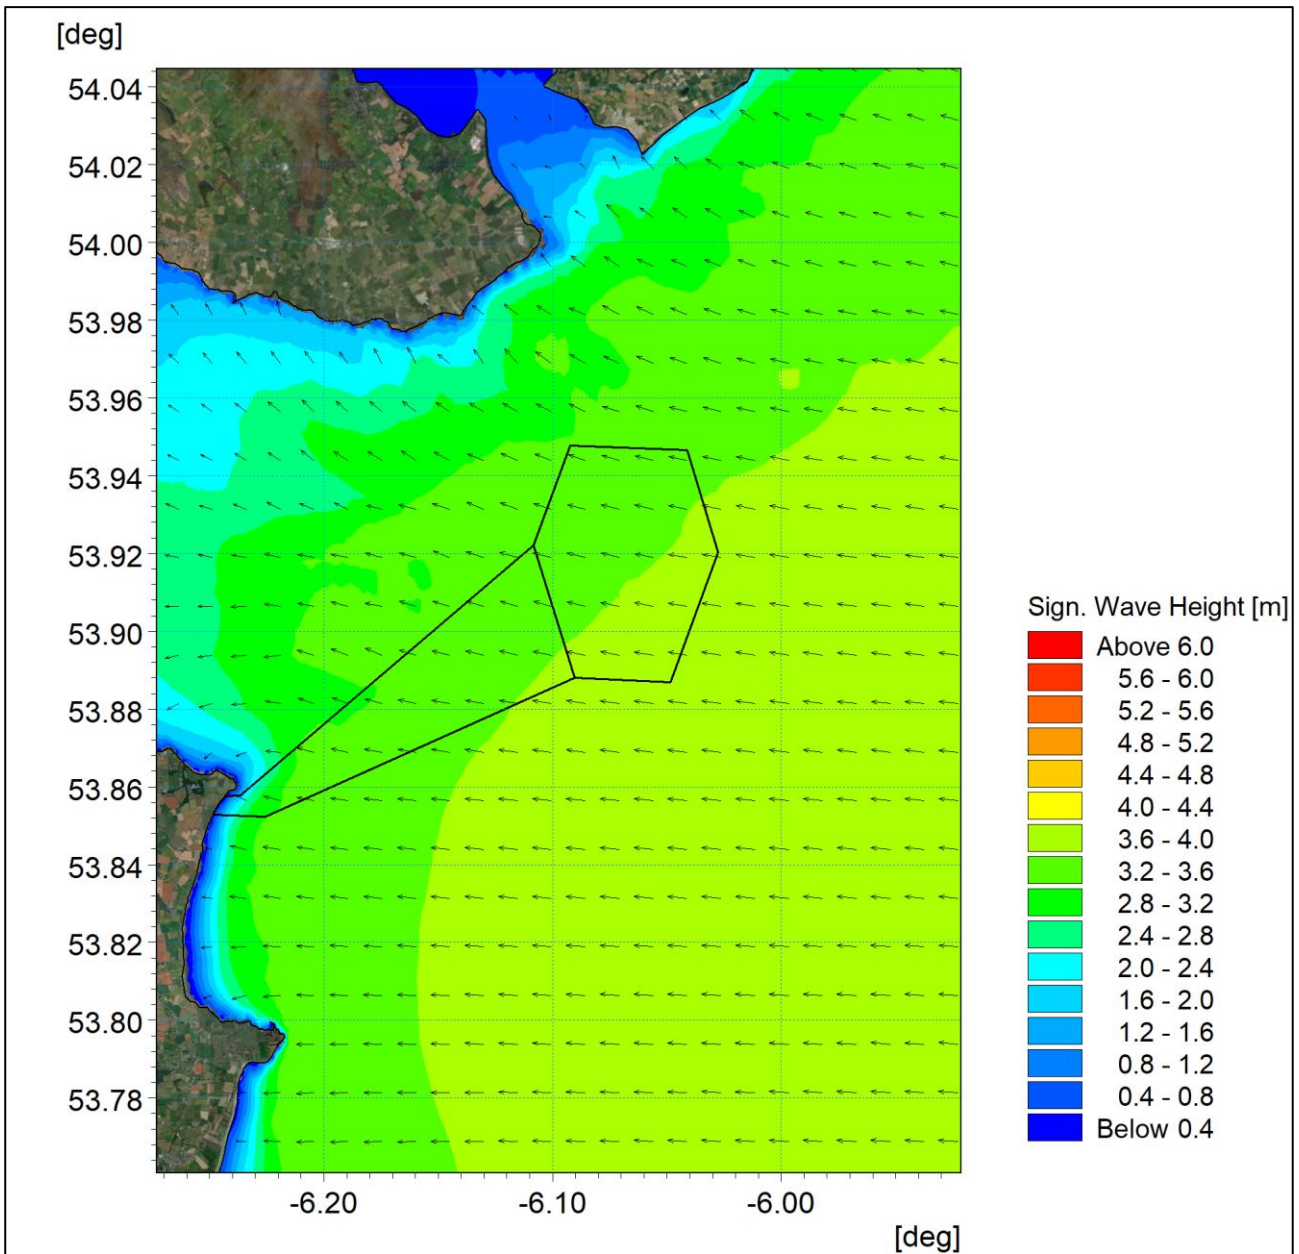 [deg]
54.04
54.02
54.00
53.98
53.96
53.94
53.92
53.90
53.88
53.86
53.84
53.82
53.80
53.78
-6.20 -6.10 -6.00
[deg]
Sign. Wave Height [m]
Above 6.0
5.6 - 6.0
5.2 - 5.6
4.8 - 5.2
4.4 - 4.8
4.0 - 4.4
3.6 - 4.0
3.2 - 3.6
2.8 - 3.2
2.4 - 2.8
2.0 - 2.4
1.6 - 2.0
1.2 - 1.6
0.8 - 1.2
0.4 - 0.8
Below 0.4